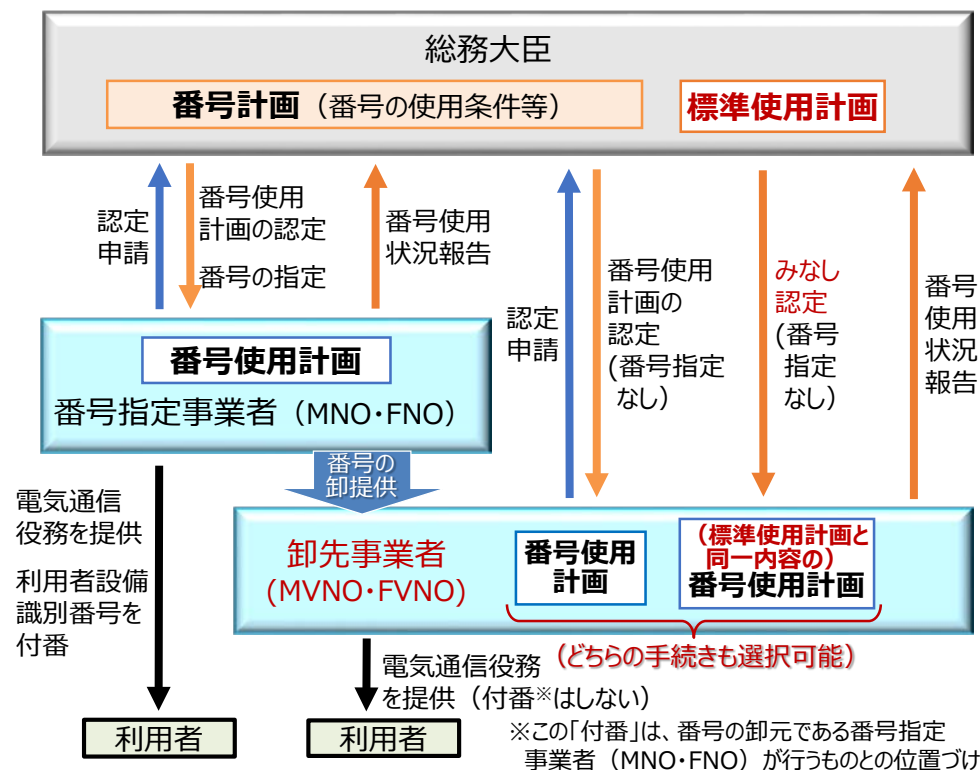 総務大臣
番号計画（番号の使用条件等）
標準使用計画
認定
申請
番号使用
計画の認定
番号の指定
番号使用
状況報告
認定
申請
番号使用
計画の
認定
(番号指定
なし)
みなし
認定
(番号
指定
なし)
番号
使用
状況
報告
番号使用計画
番号指定事業者（MNO・FNO）
番号の
卸提供
電気通信
役務を提供
利用者設備
識別番号を
付番
卸先事業者
(MVNO・FVNO)
番号使用
計画
（標準使用計画と
同一内容の）
番号使用計画
（どちらの手続きも選択可能）
電気通信役務
を提供（付番※はしない）
利用者
利用者
※この「付番」は、番号の卸元である番号指定
事業者（MNO・FNO）が行うものとの位置づけ